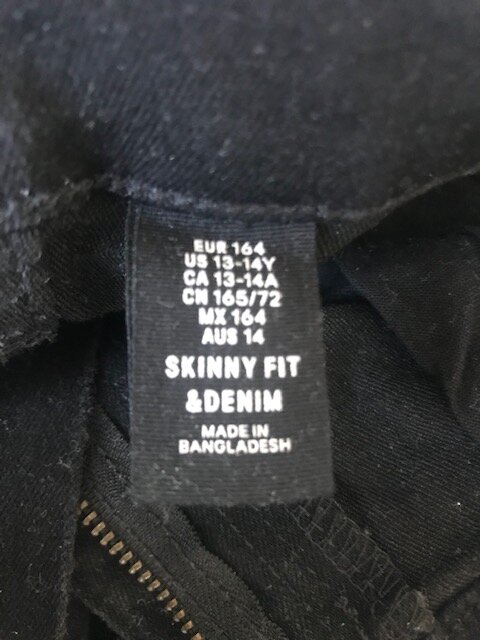 EUR 164
US 13-14Y
CA 13-14A
CN 165/72
MX 164
AUS 14
SKINNY FIT
&DENIM
MADE IN
BANGLADESH